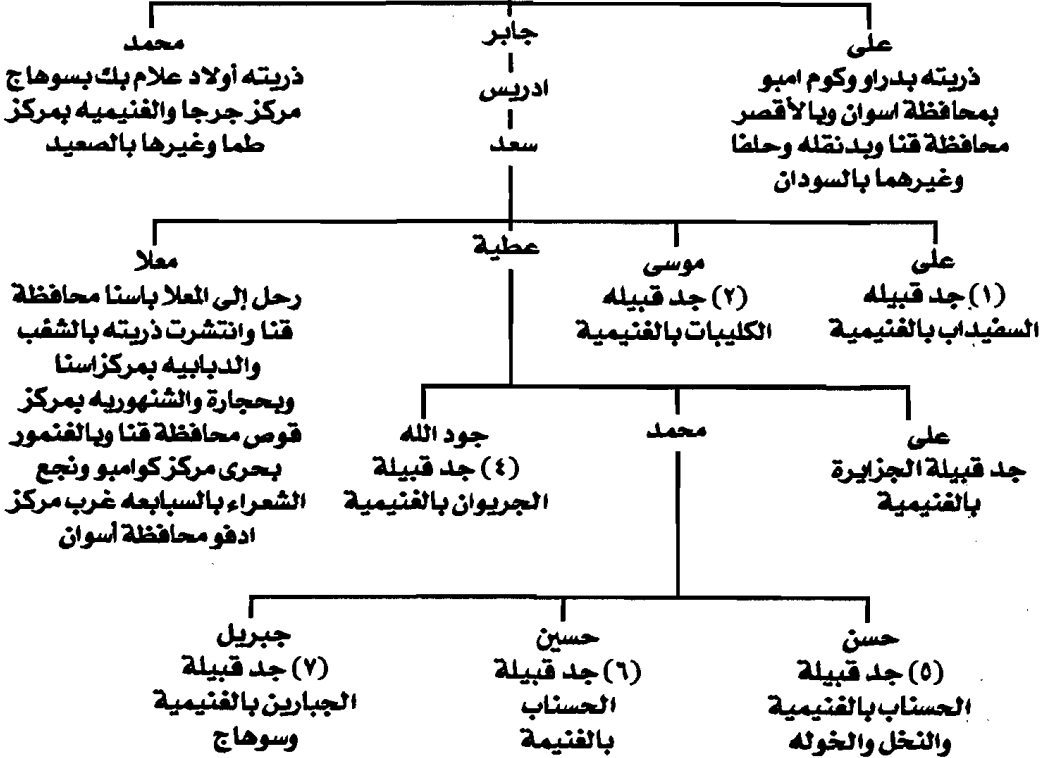 على
ذريته بدراو وكوم امبو
بمحافظة اسوان وبالأقصر
محافظة قنا وبدنقله وحلفا
وغيرهما بالسودان
جابر
ادريس
سعد
محمد
ذريته أولاد علام بك بسوهاج
مركز جرجا والغنيميه بمركز
طما وغيرها بالصعيد
على
(١) جد قبيله
السفيداب بالغنيمية
موسى
(٢) جد قبيله
الكليبات بالغنيمية
عطية
معلا
رحل إلى المعلا باسنا محافظة
قنا وانتشرت ذريته بالشغب
والدبابيه بمركز اسنا
وبحجارة والشنهوريه بمركز
قوص محافظة قنا وبالغنمور
بحرى مركز كوامبو ونجع
الشعراء بالسبابعه غرب مركز
ادفو محافظة أسوان
على
جد قبيلة الجزايرة
بالغنيمية
محمد
جود الله
(٤) جد قبيلة
الجريوان بالغنيمية
حسن
(٥) جد قبيلة
الحسناب بالغنيمية
والنخل والخوله
حسين
(٦) جد قبيلة
الحسناب
بالغنيمة
جبريل
(٧) جد قبيلة
الجبارين بالغنيمية
وسوهاج